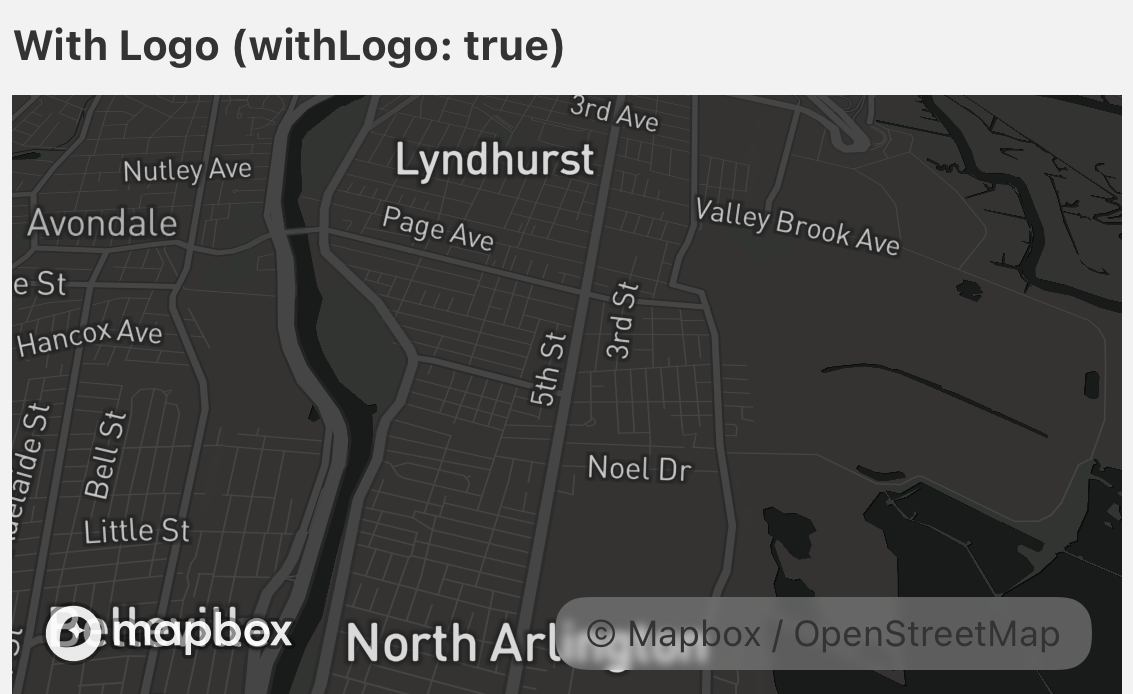 With Logo (withLogo: true)
3rd Ave
Lyndhurst
Nutley Ave
Avondale
Page Ave
Valley Brook Ave
e St
3rd St
Hancox Ave
5th St
Bell St
Noel Dr
Little St
mapbox
North Arlington
© Mapbox / OpenStreetMap